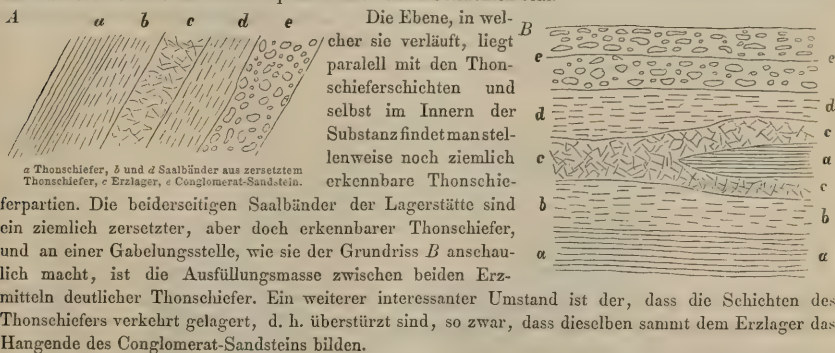 A a b c d e
Die Ebene, in wel-
cher sie verläuft, liegt
paralell mit den Thon-
schieferschichten und
selbst im Innern der
Substanz findet man stel-
lenweise noch ziemlich
erkennbare Thonschie-
a Thonschiefer, b und d Saalbänder aus zersetztem
Thonschiefer, c Erzlager, e Conglomerat-Sandstein.
B
e e
d d
c
c a
c
b b
a a
ferpartien. Die beiderseitigen Saalbänder der Lagerstätte sind
ein ziemlich zersetzter, aber doch erkennbarer Thonschiefer,
und an einer Gabelungsstelle, wie sie der Grundriss B anschau-
lich macht, ist die Ausfüllungsmasse zwischen beiden Erz-
mitteln deutlicher Thonschiefer. Ein weiterer interessanter Umstand ist der, dass die Schichten des
Thonschiefers verkehrt gelagert, d. h. überstürzt sind, so zwar, dass dieselben sammt dem Erzlager das
Hangende des Conglomerat-Sandsteins bilden.